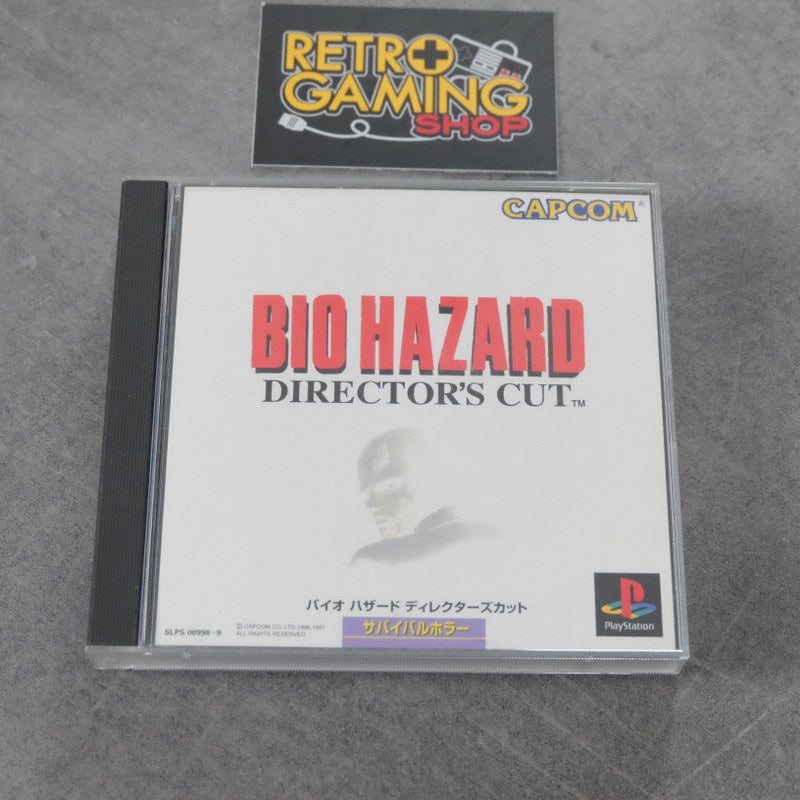 RETRO
GAMING
SHOP
CAPCOM®
BIO HAZARD
DIRECTOR'S CUT™
バイオ ハザード ディレクターズカット
サバイバルホラー
SLPS 00998~9
© CAPCOM CO., LTD. 1996, 1997
ALL RIGHTS RESERVED.
PlayStation